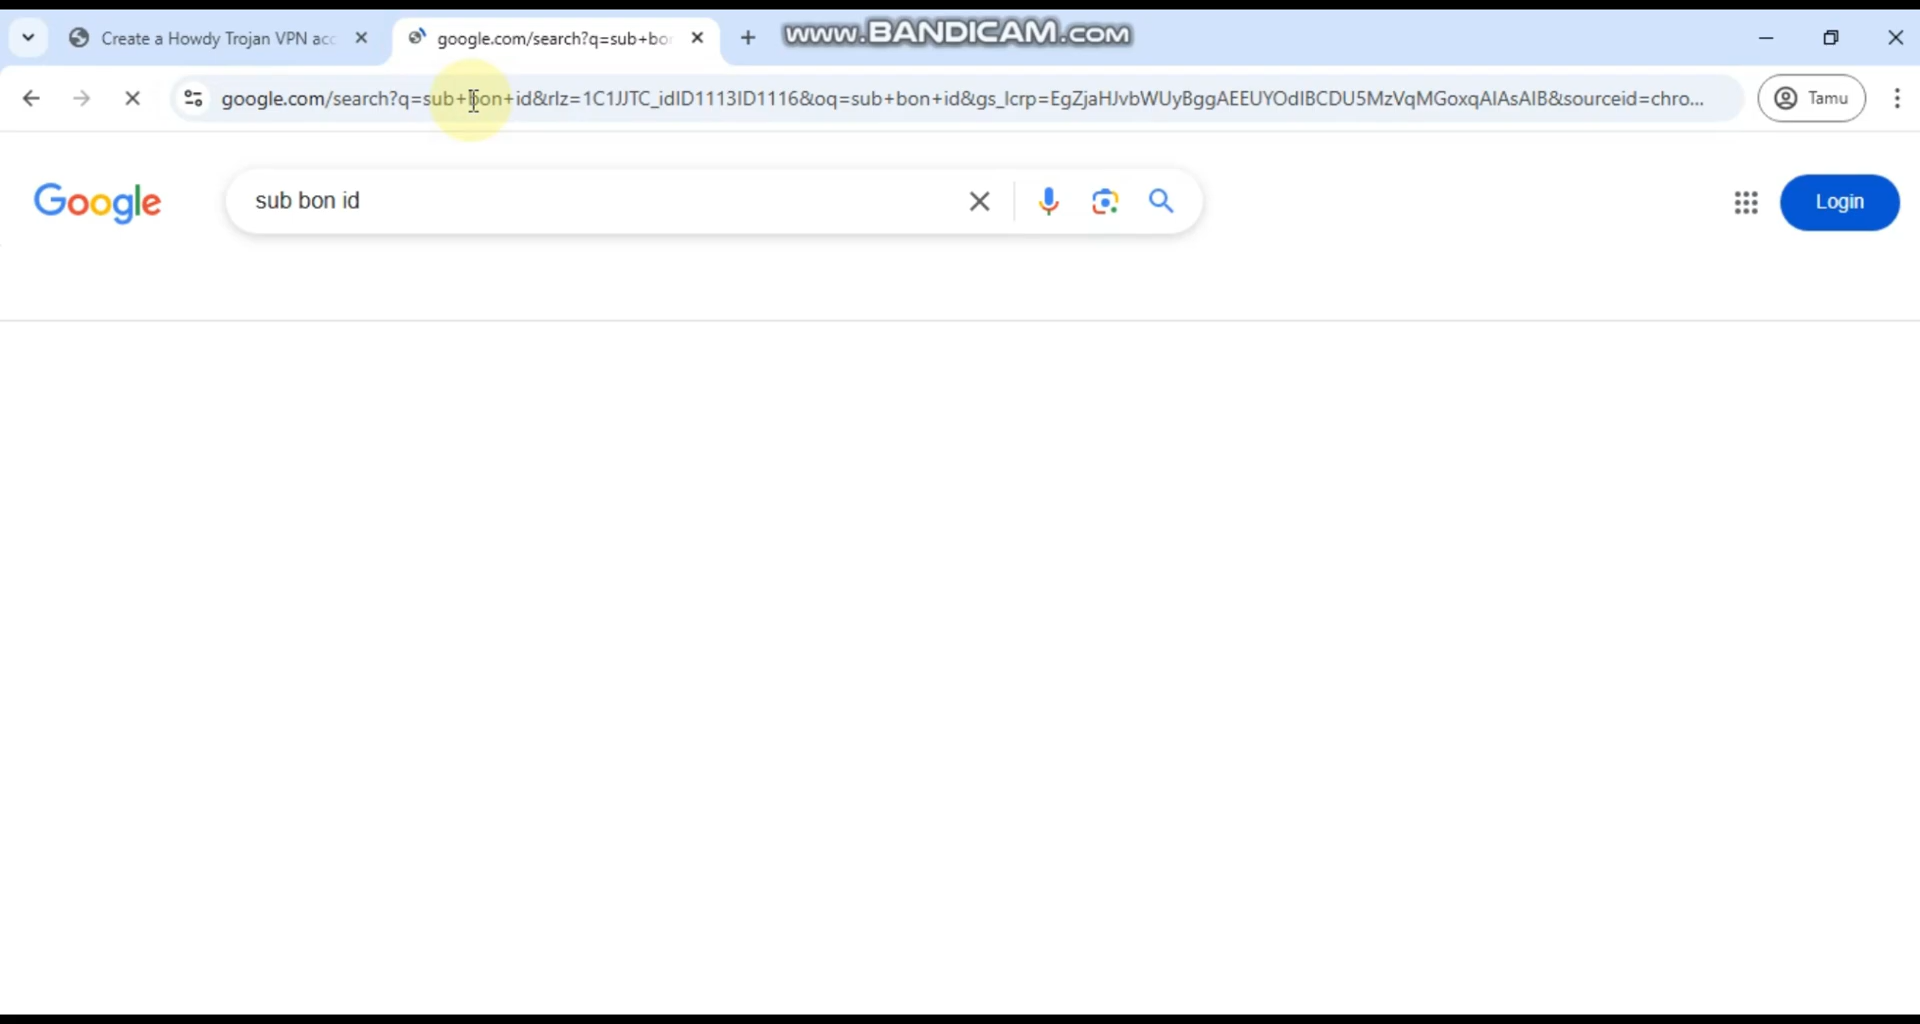 www.BANDICAM.com
Create a Howdy Trojan VPN acc
google.com/search?q=sub+bo
google.com/search?q=sub+bon+id&rlz=1C1JJTC_idID1113ID1116&oq=sub+bon+id&gs_lcrp=EgZjaHJvbWUyBggAEEUYOdIBCDU5MzVqMGoxqAIAsAIB&sourceid=chro...
Tamu
Google
sub bon id
Login